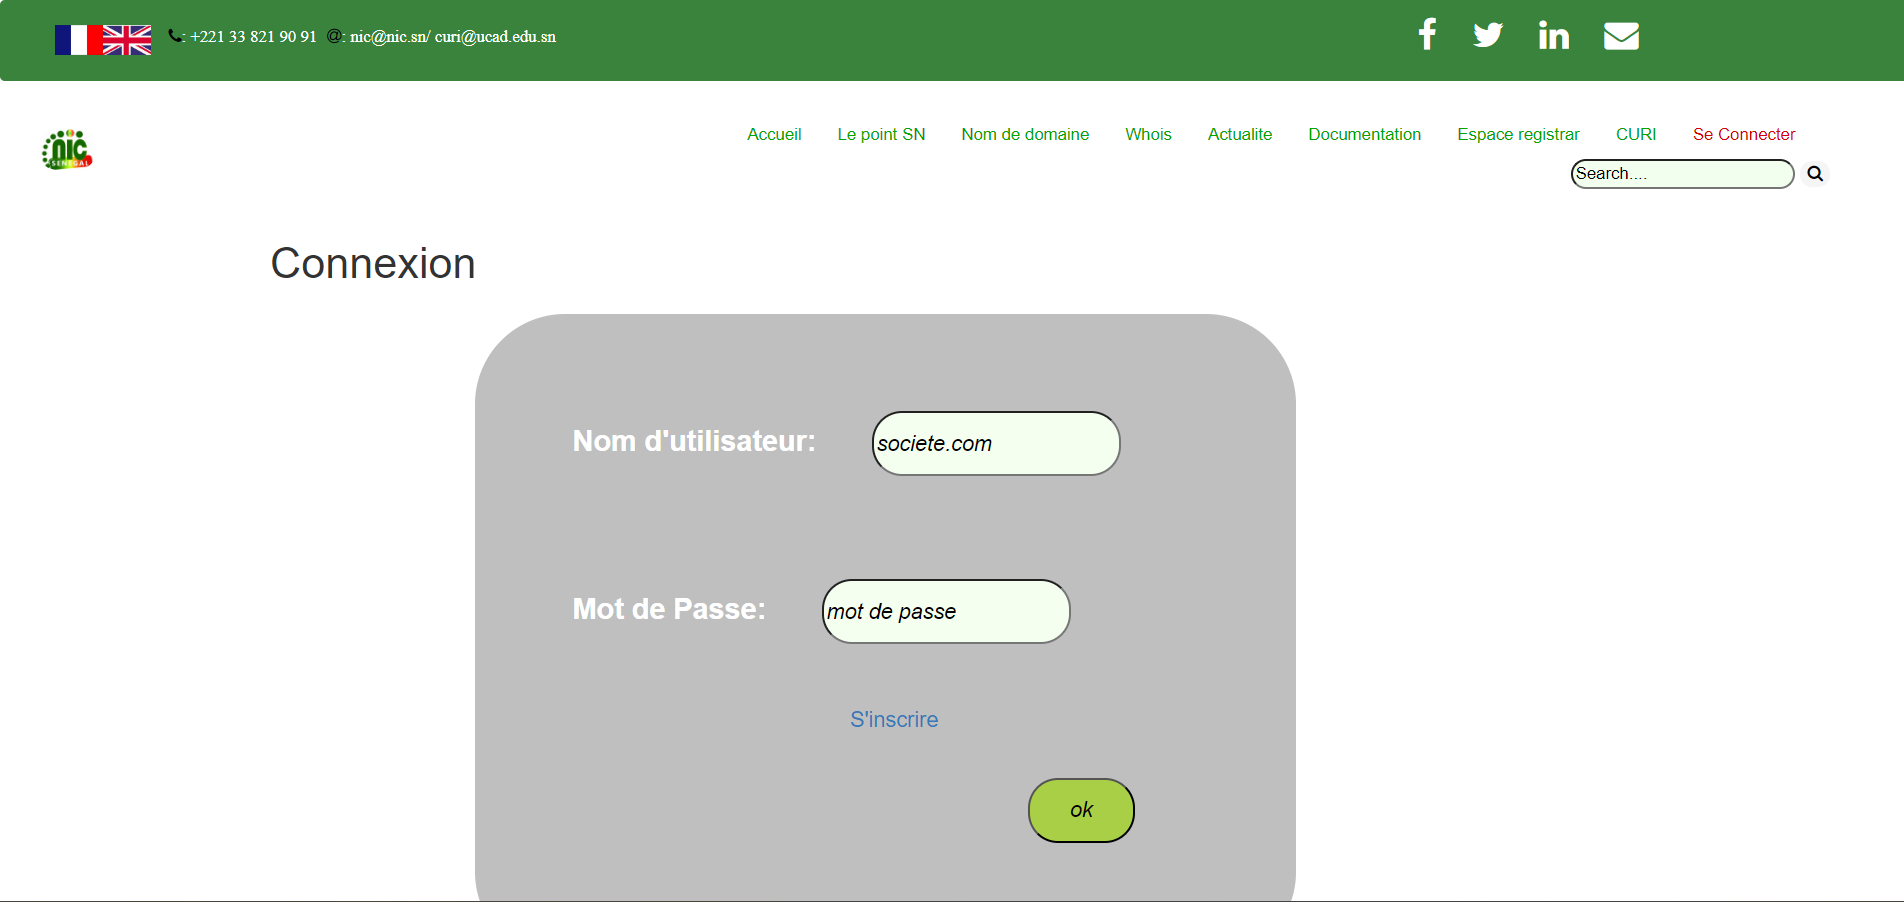 : +221 33 821 90 91 @: nic@nic.sn/ curi@ucad.edu.sn
nic
SENEGAL
Accueil Le point SN Nom de domaine Whois Actualite Documentation Espace registrar CURI Se Connecter
Search....
Connexion
Nom d'utilisateur: societe.com
Mot de Passe: mot de passe
S'inscrire
ok